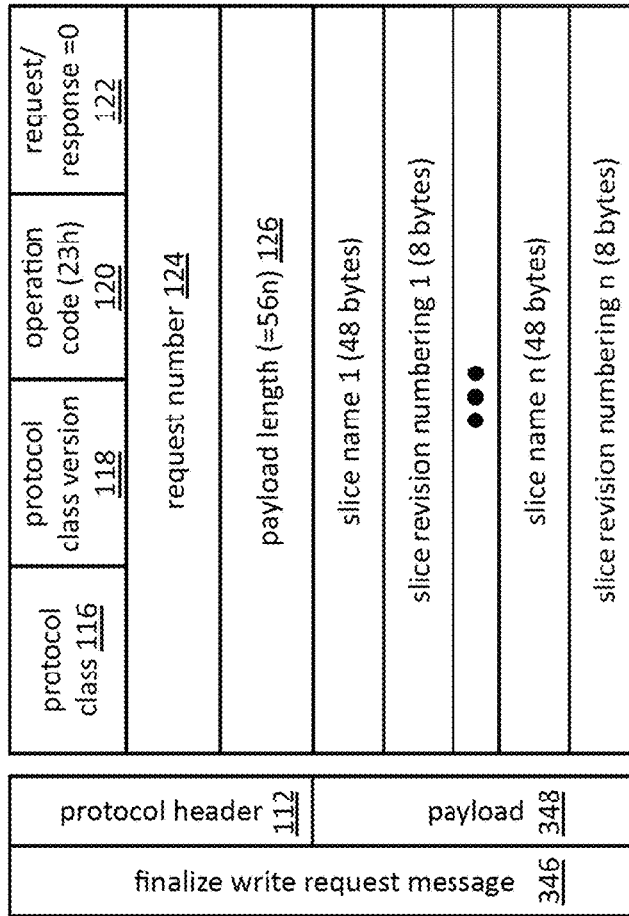 finalize write request message
346
protocol header
112
payload
348
protocol
class 116
protocol
class version
118
operation
code (23h)
120
request/
response =0
122
request number 124
payload length (=56n) 126
slice name 1 (48 bytes)
slice revision numbering 1 (8 bytes)
●●●
slice name n (48 bytes)
slice revision numbering n (8 bytes)